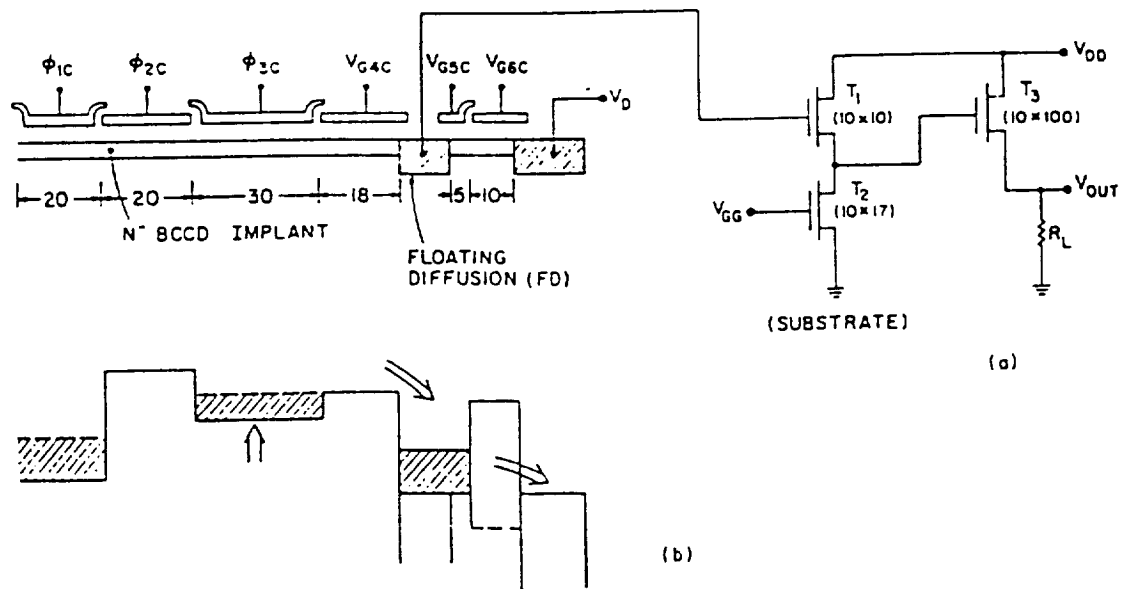 ϕ1C ϕ2C ϕ3C VG4C VG5C VG6C
VD
VDD
T1
(10×10)
T3
(10×100)
T2
(10×17)
VGG
VOUT
RL
20 20 30 18 5 10
N⁻ BCCD IMPLANT
FLOATING
DIFFUSION (FD)
(SUBSTRATE)
(a)
(b)